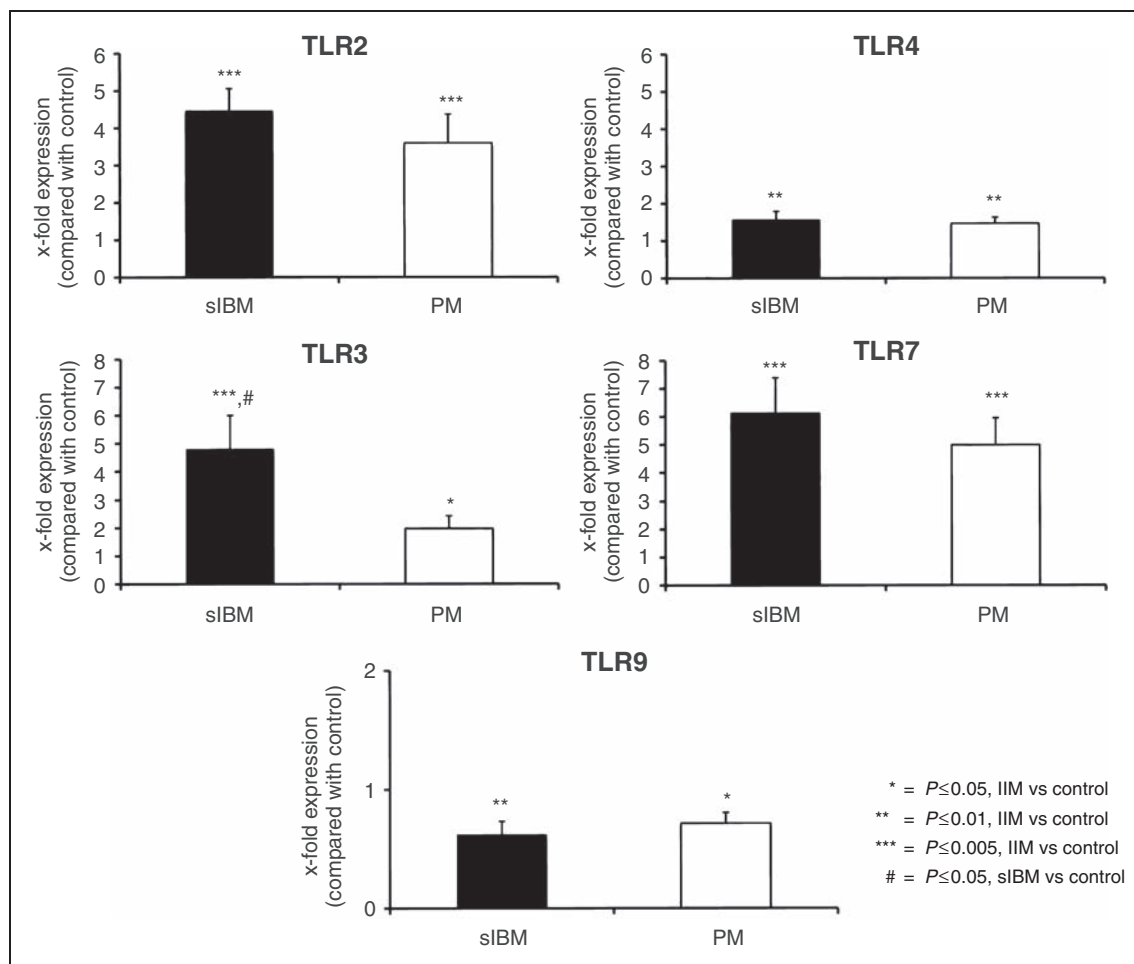 TLR2
x-fold expression
(compared with control)
6
5
4
3
2
1
0
***
***
sIBM
PM
TLR4
x-fold expression
(compared with control)
6
5
4
3
2
1
0
**
**
sIBM
PM
TLR3
x-fold expression
(compared with control)
8
7
6
5
4
3
2
1
0
***,#
*
sIBM
PM
TLR7
x-fold expression
(compared with control)
8
7
6
5
4
3
2
1
0
***
***
sIBM
PM
TLR9
x-fold expression
(compared with control)
2
1
0
**
*
sIBM
PM
* = P≤0.05, IIM vs control
** = P≤0.01, IIM vs control
*** = P≤0.005, IIM vs control
# = P≤0.05, sIBM vs control